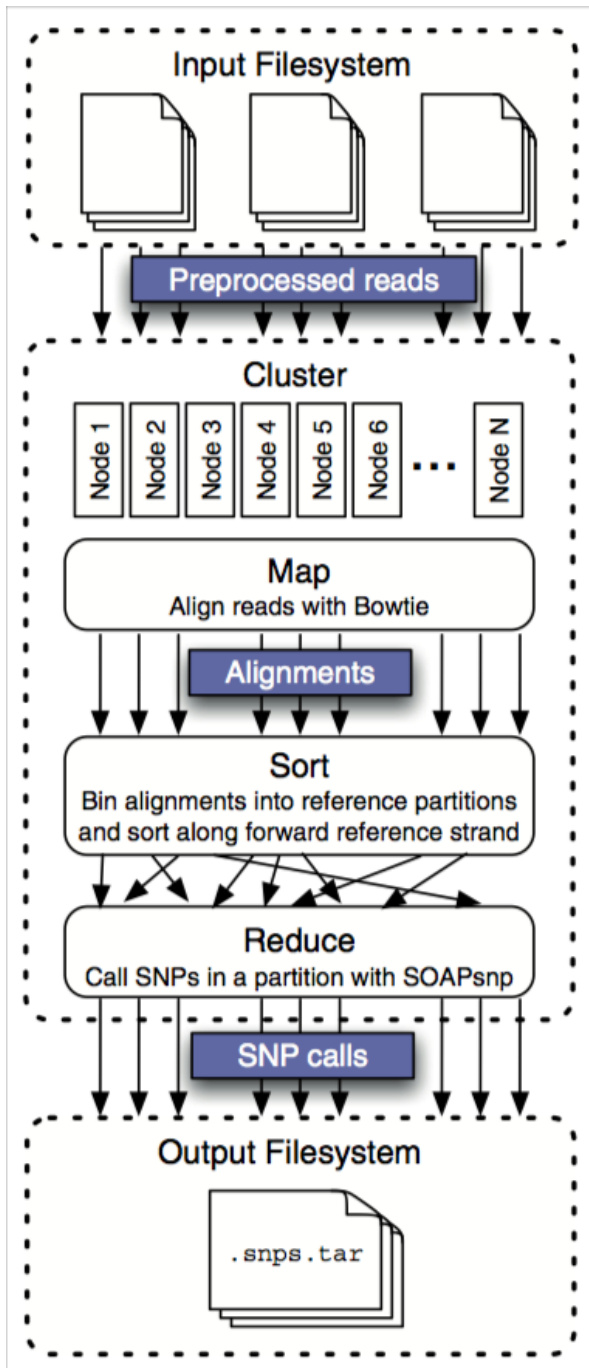 Input Filesystem
Preprocessed reads
Cluster
Node 1
Node 2
Node 3
Node 4
Node 5
Node 6
...
Node N
Map
Align reads with Bowtie
Alignments
Sort
Bin alignments into reference partitions
and sort along forward reference strand
Reduce
Call SNPs in a partition with SOAPsnp
SNP calls
Output Filesystem
.snps.tar